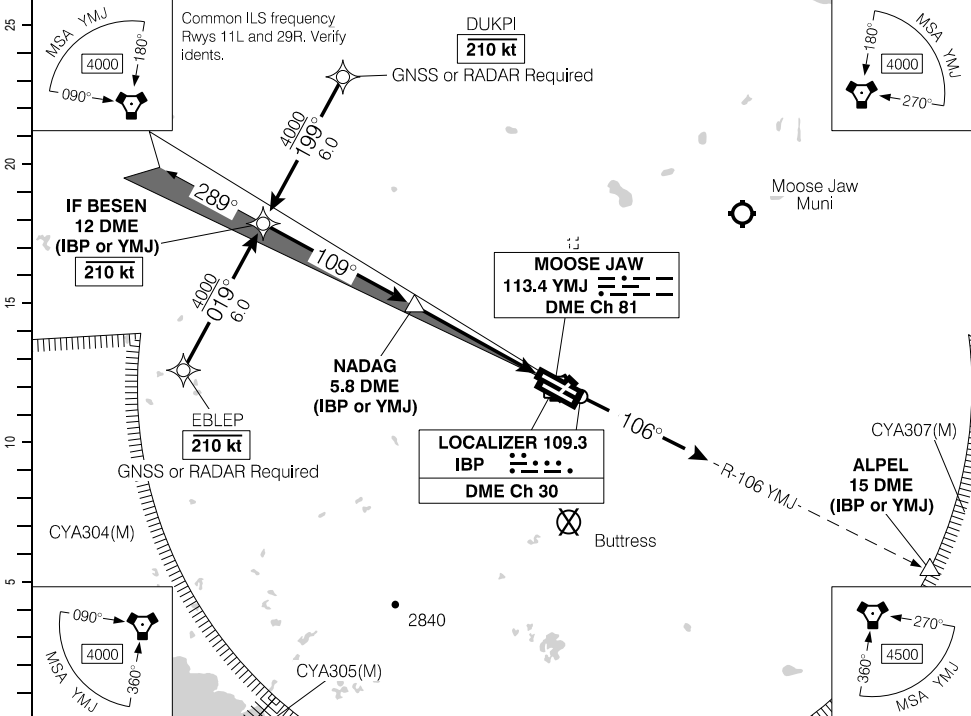 25
20
15
10
5
MSA YMJ
180°
4000
090°
Common ILS frequency
Rwys 11L and 29R. Verify
idents.
DUKPI
210 kt
GNSS or RADAR Required
MSA YMJ
180°
4000
270°
4000
199°
6.0
289°
IF BESEN
12 DME
(IBP or YMJ)
210 kt
109°
4000
019°
6.0
Moose Jaw
Muni
MOOSE JAW
113.4 YMJ
DME Ch 81
NADAG
5.8 DME
(IBP or YMJ)
EBLEP
210 kt
GNSS or RADAR Required
LOCALIZER 109.3
IBP
DME Ch 30
106°
R-106 YMJ
CYA307(M)
ALPEL
15 DME
(IBP or YMJ)
CYA304(M)
Buttress
2840
CYA305(M)
090°
4000
360°
MSA YMJ
270°
4500
360°
MSA YMJ